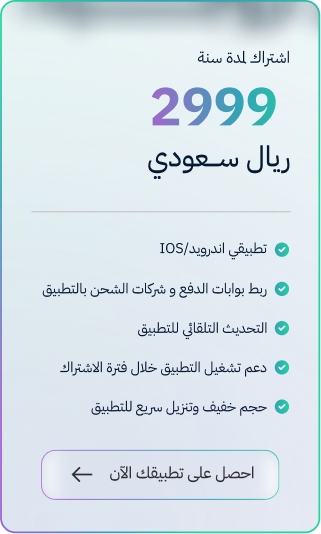 اشتراك لمدة سنة
2999
ريال سعودي
تطبيقي اندرويد/IOS
ربط بوابات الدفع و شركات الشحن بالتطبيق
التحديث التلقائي للتطبيق
دعم تشغيل التطبيق خلال فترة الاشتراك
حجم خفيف وتنزيل سريع للتطبيق
احصل على تطبيقك الآن